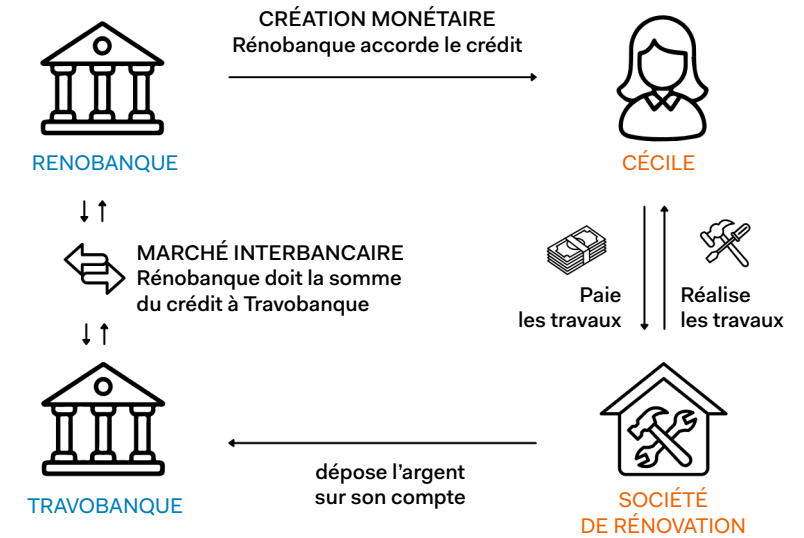 CRÉATION MONÉTAIRE
Rénobanque accorde le crédit
RENOBANQUE
CÉCILE
MARCHÉ INTERBANCAIRE
Rénobanque doit la somme
du crédit à Travobanque
Paie
les travaux
Réalise
les travaux
dépose l’argent
sur son compte
TRAVOBANQUE
SOCIÉTÉ
DE RÉNOVATION